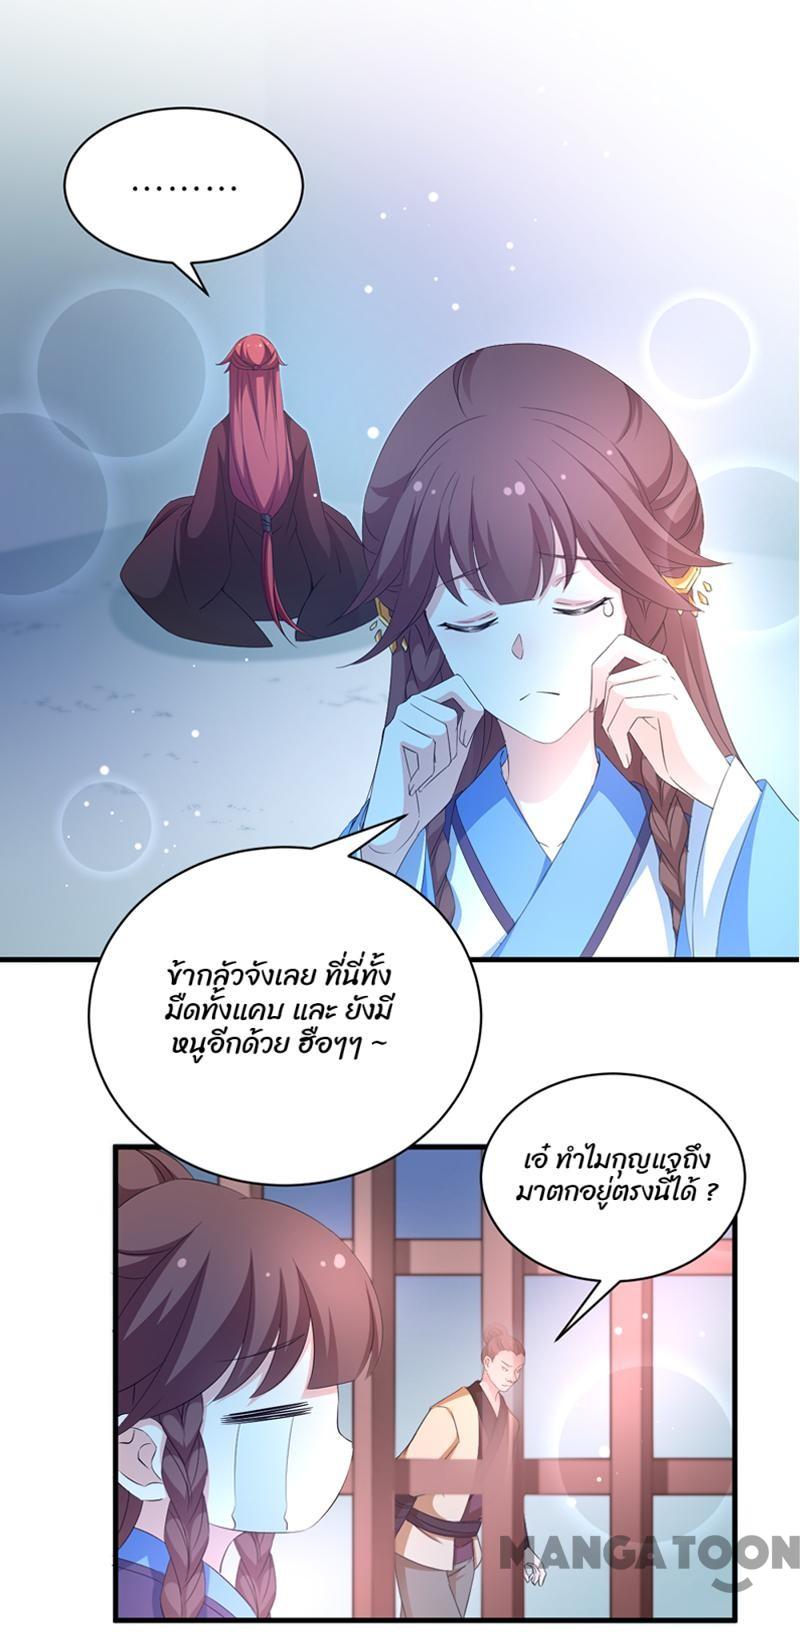 .........
ข้ากลัวจังเลย ที่นี่ทั้ง
มืดทั้งแคบ และ ยังมี
หนูอีกด้วย ฮือๆๆ ~
เอ๋ ทำไมกุญแจถึง
มาตกอยู่ตรงนี้ได้ ?
MANGATOON